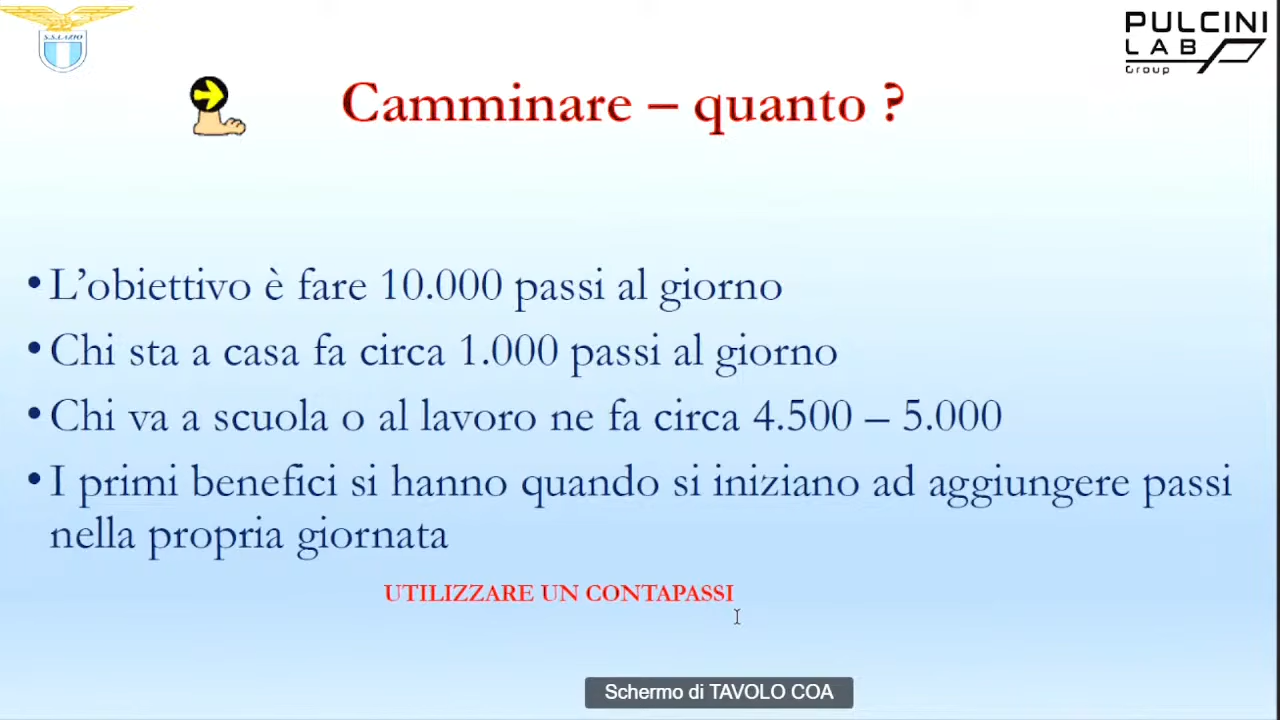 S.S. LAZIO
PULCINI
LAB
Group
Camminare – quanto ?
• L’obiettivo è fare 10.000 passi al giorno
• Chi sta a casa fa circa 1.000 passi al giorno
• Chi va a scuola o al lavoro ne fa circa 4.500 – 5.000
• I primi benefici si hanno quando si iniziano ad aggiungere passi
nella propria giornata
UTILIZZARE UN CONTAPASSI
Schermo di TAVOLO COA